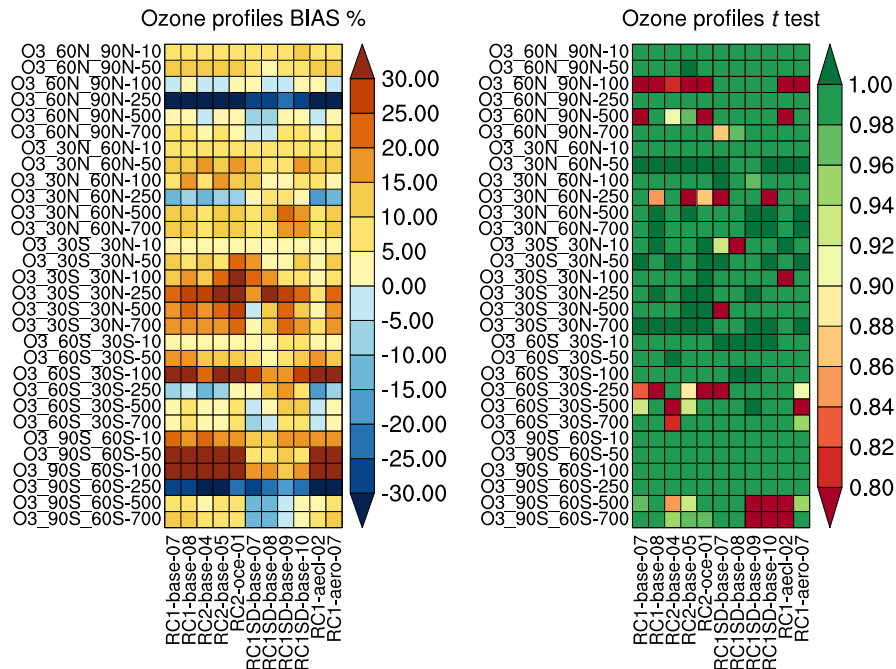 Ozone profiles BIAS %
O3_60N_90N-10
O3_60N_90N-50
O3_60N_90N-100
O3_60N_90N-250
O3_60N_90N-500
O3_60N_90N-700
O3_30N_60N-10
O3_30N_60N-50
O3_30N_60N-100
O3_30N_60N-250
O3_30N_60N-500
O3_30N_60N-700
O3_30S_30N-10
O3_30S_30N-50
O3_30S_30N-100
O3_30S_30N-250
O3_30S_30N-500
O3_30S_30N-700
O3_60S_30S-10
O3_60S_30S-50
O3_60S_30S-100
O3_60S_30S-250
O3_60S_30S-500
O3_60S_30S-700
O3_90S_60S-10
O3_90S_60S-50
O3_90S_60S-100
O3_90S_60S-250
O3_90S_60S-500
O3_90S_60S-700
RC1-base-07
RC1-base-08
RC2-base-04
RC2-base-05
RC2-oce-01
RC1SD-base-07
RC1SD-base-08
RC1SD-base-09
RC1SD-base-10
RC1-aecl-02
RC1-aero-07
30.00
25.00
20.00
15.00
10.00
5.00
0.00
-5.00
-10.00
-15.00
-20.00
-25.00
-30.00
Ozone profiles t test
O3_60N_90N-10
O3_60N_90N-50
O3_60N_90N-100
O3_60N_90N-250
O3_60N_90N-500
O3_60N_90N-700
O3_30N_60N-10
O3_30N_60N-50
O3_30N_60N-100
O3_30N_60N-250
O3_30N_60N-500
O3_30N_60N-700
O3_30S_30N-10
O3_30S_30N-50
O3_30S_30N-100
O3_30S_30N-250
O3_30S_30N-500
O3_30S_30N-700
O3_60S_30S-10
O3_60S_30S-50
O3_60S_30S-100
O3_60S_30S-250
O3_60S_30S-500
O3_60S_30S-700
O3_90S_60S-10
O3_90S_60S-50
O3_90S_60S-100
O3_90S_60S-250
O3_90S_60S-500
O3_90S_60S-700
RC1-base-07
RC1-base-08
RC2-base-04
RC2-base-05
RC2-oce-01
RC1SD-base-07
RC1SD-base-08
RC1SD-base-09
RC1SD-base-10
RC1-aecl-02
RC1-aero-07
1.00
0.98
0.96
0.94
0.92
0.90
0.88
0.86
0.84
0.82
0.80